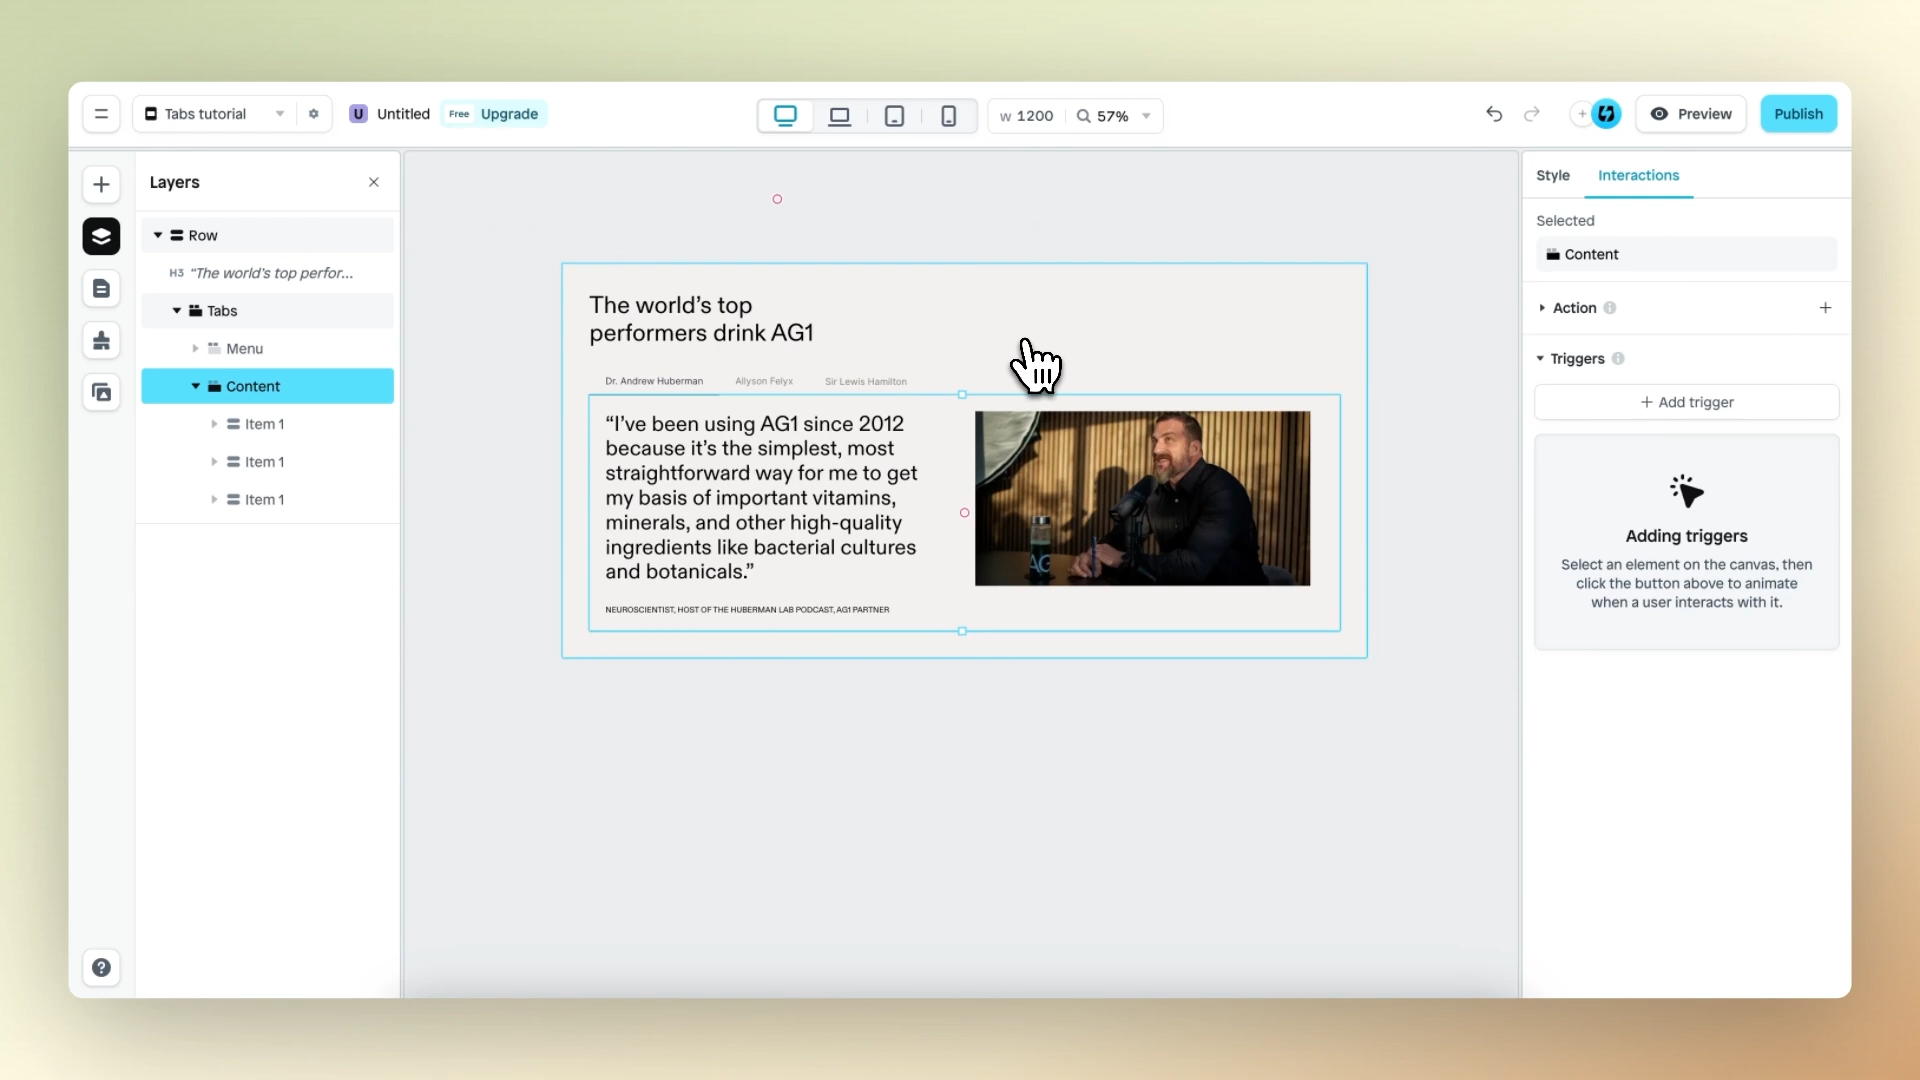 Tabs tutorial
U Untitled
Free Upgrade
W 1200
57%
Preview
Publish
Layers
Row
H3 “The world’s top perfor...
Tabs
Menu
Content
Item 1
Item 1
Item 1
The world’s top
performers drink AG1
Dr. Andrew Huberman
Allyson Felyx
Sir Lewis Hamilton
“I’ve been using AG1 since 2012
because it’s the simplest, most
straightforward way for me to get
my basis of important vitamins,
minerals, and other high-quality
ingredients like bacterial cultures
and botanicals.”
NEUROSCIENTIST, HOST OF THE HUBERMAN LAB PODCAST, AG1 PARTNER
AG
Style
Interactions
Selected
Content
Action
Triggers
+ Add trigger
Adding triggers
Select an element on the canvas, then
click the button above to animate
when a user interacts with it.